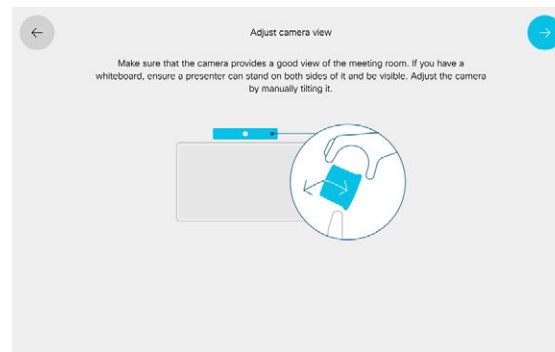 Adjust camera view
Make sure that the camera provides a good view of the meeting room. If you have a
whiteboard, ensure a presenter can stand on both sides of it and be visible. Adjust the camera
by manually tilting it.